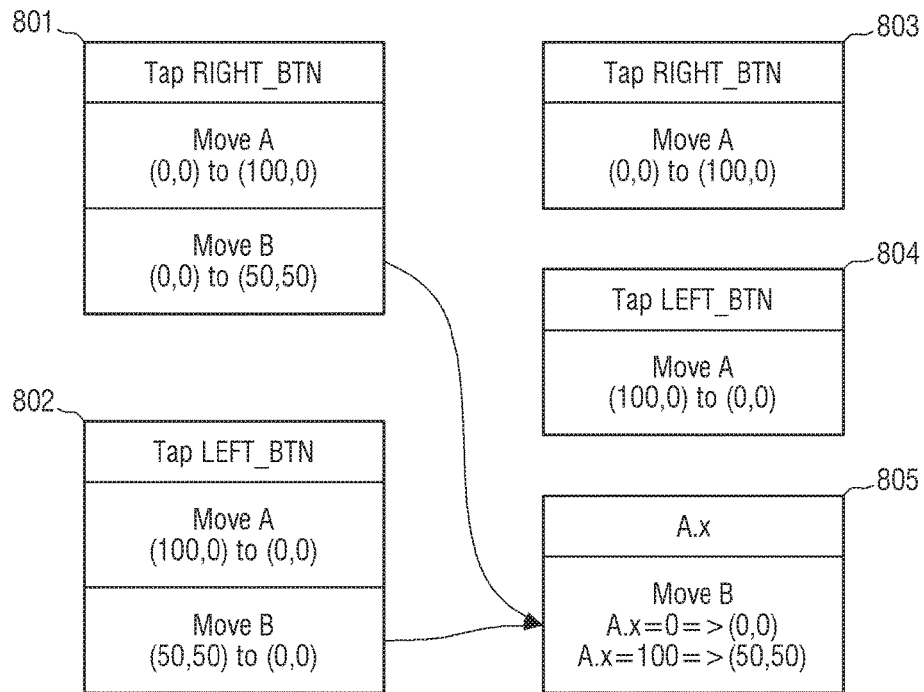 801
Tap RIGHT_BTN
Move A
(0,0) to (100,0)
Move B
(0,0) to (50,50)
802
Tap LEFT_BTN
Move A
(100,0) to (0,0)
Move B
(50,50) to (0,0)
803
Tap RIGHT_BTN
Move A
(0,0) to (100,0)
804
Tap LEFT_BTN
Move A
(100,0) to (0,0)
805
A.x
Move B
A.x=0=>(0,0)
A.x=100=>(50,50)